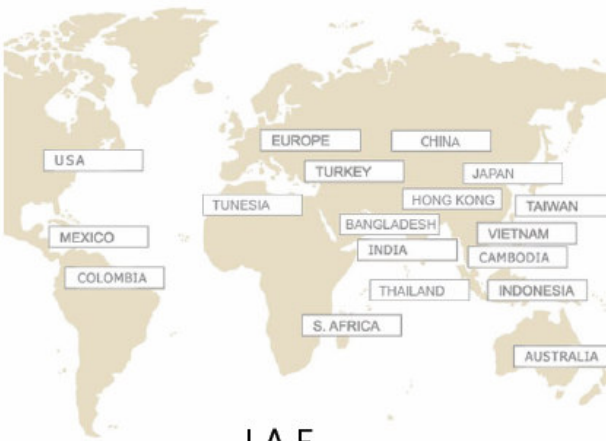 EUROPE
CHINA
USA
TURKEY
JAPAN
TUNESIA
HONG KONG
TAIWAN
BANGLADESH
MEXICO
VIETNAM
INDIA
CAMBODIA
COLOMBIA
THAILAND
INDONESIA
S. AFRICA
AUSTRALIA
I A F